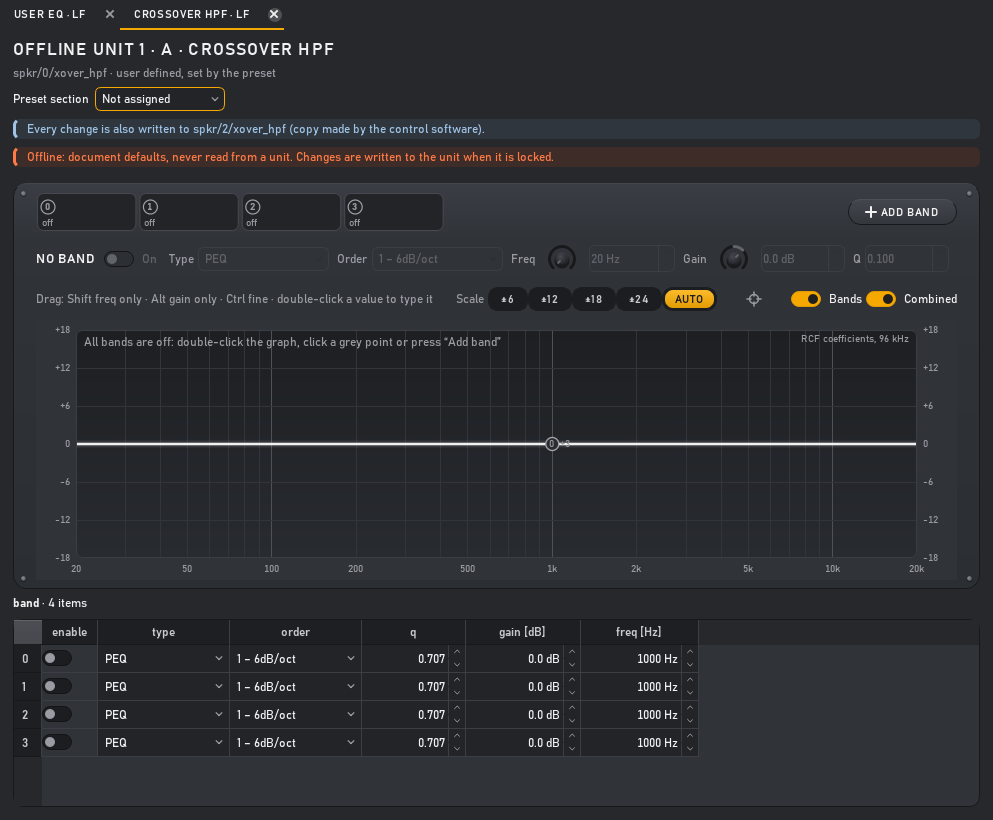 USER EQ · LF
CROSSOVER HPF · LF
OFFLINE UNIT 1 · A · CROSSOVER HPF
spkr/0/xover_hpf · user defined, set by the preset
Preset section Not assigned
Every change is also written to spkr/2/xover_hpf (copy made by the control software).
Offline: document defaults, never read from a unit. Changes are written to the unit when it is locked.
0 1 2 3
off off off off
ADD BAND
NO BAND On Type PEQ Order 1 – 6dB/oct Freq 20 Hz Gain 0.0 dB Q 0.100
Drag: Shift freq only · Alt gain only · Ctrl fine · double-click a value to type it Scale ±6 ±12 ±18 ±24 AUTO Bands Combined
+18 +18
All bands are off: double-click the graph, click a grey point or press “Add band” RCF coefficients, 96 kHz
+12 +12
+6 +6
0 0 0
-6 -6
-12 -12
-18 -18
20 50 100 200 500 1k 2k 5k 10k 20k
band · 4 items
enable type order q gain [dB] freq [Hz]
0 PEQ 1 – 6dB/oct 0.707 0.0 dB 1000 Hz
1 PEQ 1 – 6dB/oct 0.707 0.0 dB 1000 Hz
2 PEQ 1 – 6dB/oct 0.707 0.0 dB 1000 Hz
3 PEQ 1 – 6dB/oct 0.707 0.0 dB 1000 Hz